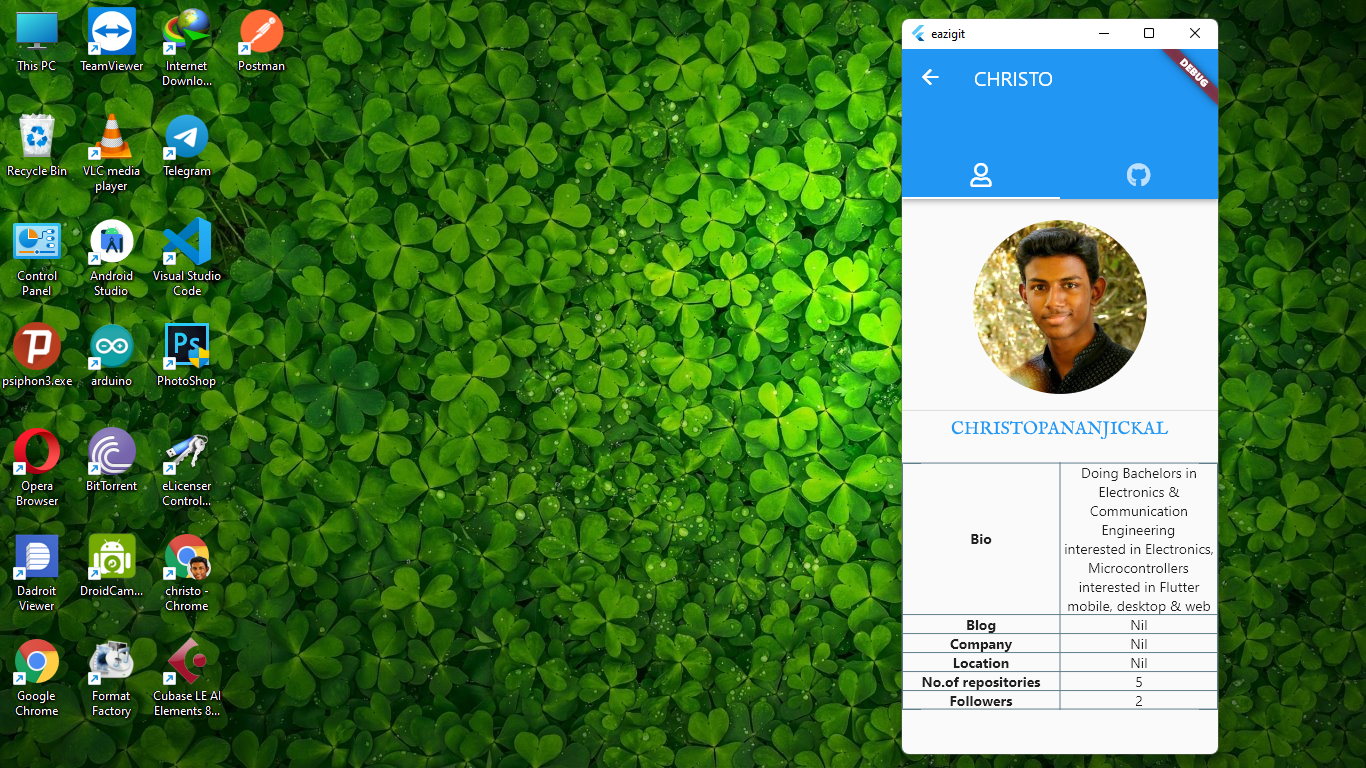 This PC
TeamViewer
Internet
Downlo...
Postman
Recycle Bin
VLC media
player
Telegram
Control
Panel
Android
Studio
Visual Studio
Code
psiphon3.exe
arduino
Ps
PhotoShop
Opera
Browser
BitTorrent
eLicenser
Control...
Dadroit
Viewer
DroidCam...
christo -
Chrome
Google
Chrome
Format
Factory
Cubase LE AI
Elements 8...
eazigit
CHRISTO
DEBUG
CHRISTOPANANJICKAL
Bio
Doing Bachelors in
Electronics &
Communication
Engineering
interested in Electronics,
Microcontrollers
interested in Flutter
mobile, desktop & web
Blog Nil
Company Nil
Location Nil
No.of repositories 5
Followers 2